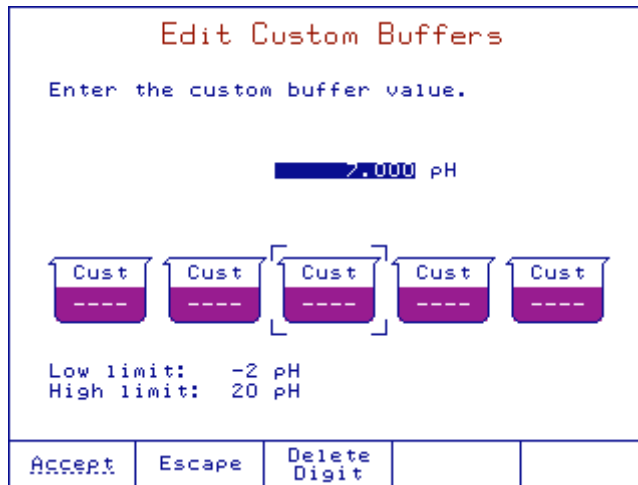 Edit Custom Buffers
Enter the custom buffer value.
7.000 pH
Cust Cust Cust Cust Cust
---- ---- ---- ---- ----
Low limit: -2 pH
High limit: 20 pH
Accept Escape Delete Digit